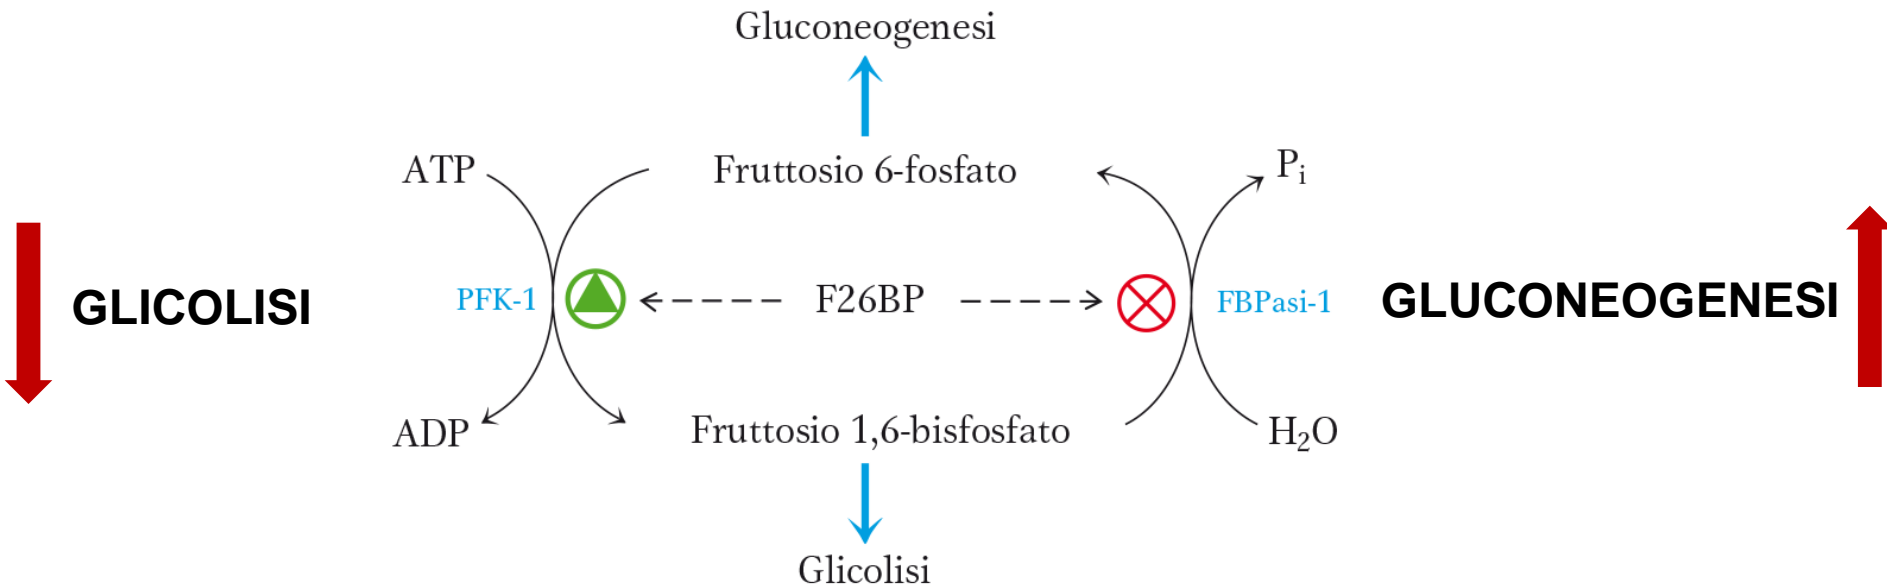 Gluconeogenesi
ATP
Fruttosio 6-fosfato
Pi
GLICOLISI
PFK-1
F26BP
FBPasi-1
GLUCONEOGENESI
ADP
Fruttosio 1,6-bisfosfato
H2O
Glicolisi